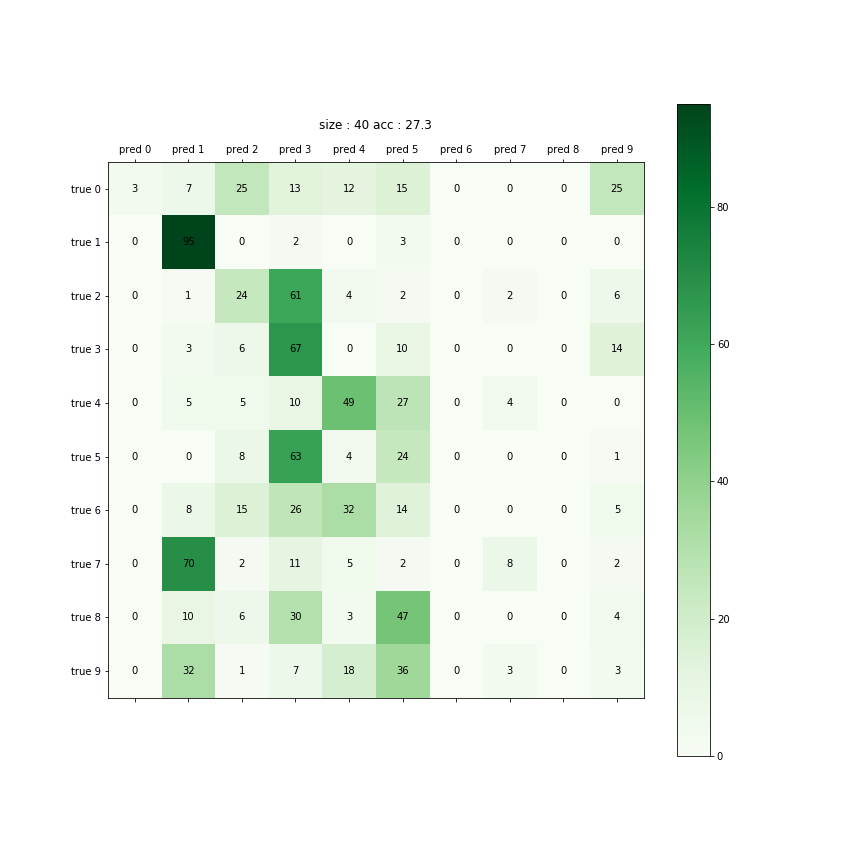 size : 40 acc : 27.3
pred 0 pred 1 pred 2 pred 3 pred 4 pred 5 pred 6 pred 7 pred 8 pred 9
true 0 3 7 25 13 12 15 0 0 0 25
true 1 0 95 0 2 0 3 0 0 0 0
true 2 0 1 24 61 4 2 0 2 0 6
true 3 0 3 6 67 0 10 0 0 0 14
true 4 0 5 5 10 49 27 0 4 0 0
true 5 0 0 8 63 4 24 0 0 0 1
true 6 0 8 15 26 32 14 0 0 0 5
true 7 0 70 2 11 5 2 0 8 0 2
true 8 0 10 6 30 3 47 0 0 0 4
true 9 0 32 1 7 18 36 0 3 0 3
80
60
40
20
0